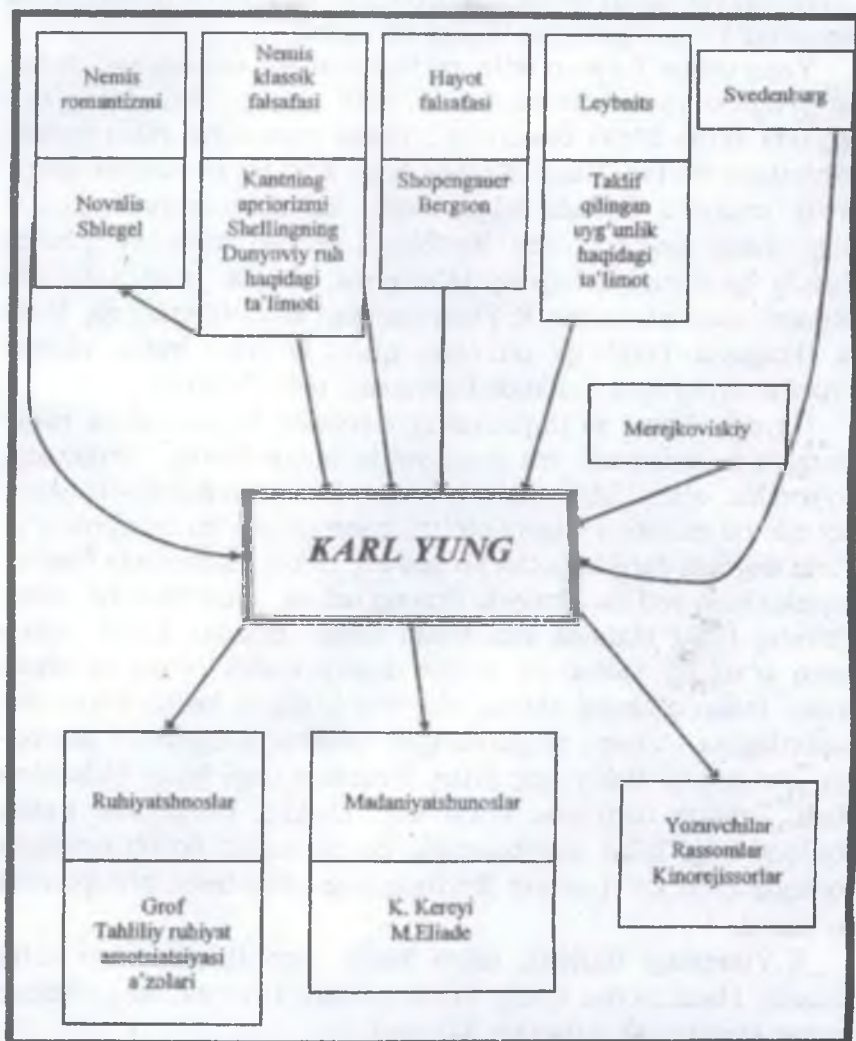 Nemis
romantizmi
Novalis
Shlegel
Nemis
klassik
falsafasi
Kantning
apriorizmi
Shellingning
Dunyoviy ruh
haqidagi
ta'limoti
Hayot
falsafasi
Shopengauer
Bergson
Leybnits
Taklif
qilingan
uyg'unlik
haqidagi
ta'limot
Svedenburg
Merejkoviskiy
KARL YUNG
Ruhiyatshnoslar
Grof
Tahliliy ruhiyat
assotsiatsiyasi
a'zolari
Madaniyatshunoslar
K. Kereyi
M.Eliade
Yozuvchilar
Rassomlar
Kinorejissorlar